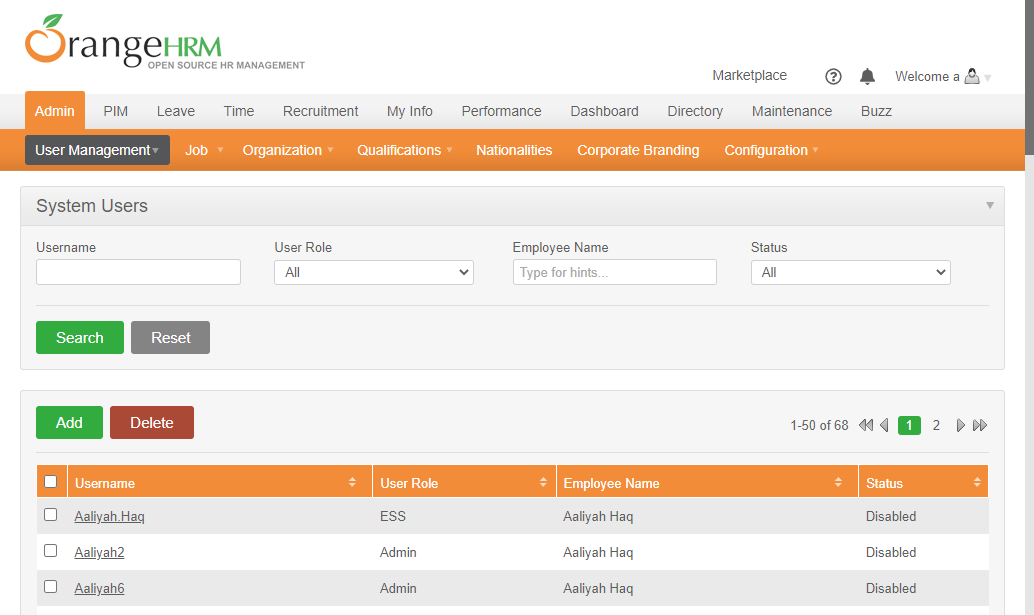 OrangeHRM
OPEN SOURCE HR MANAGEMENT
Marketplace ? Welcome a
Admin PIM Leave Time Recruitment My Info Performance Dashboard Directory Maintenance Buzz
User Management Job Organization Qualifications Nationalities Corporate Branding Configuration
System Users
Username User Role Employee Name Status
All Type for hints... All
Search Reset
Add Delete 1-50 of 68 1 2
Username User Role Employee Name Status
Aaliyah.Haq ESS Aaliyah Haq Disabled
Aaliyah2 Admin Aaliyah Haq Disabled
Aaliyah6 Admin Aaliyah Haq Disabled